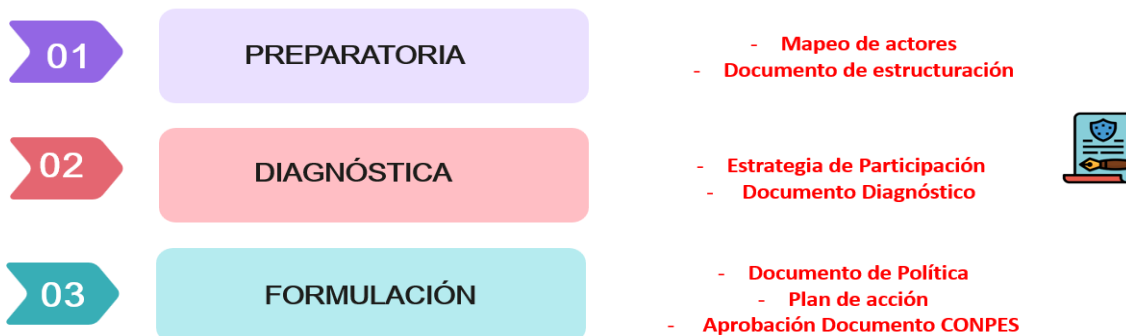 01
PREPARATORIA
- Mapeo de actores
- Documento de estructuración
02
DIAGNÓSTICA
- Estrategia de Participación
- Documento Diagnóstico
03
FORMULACIÓN
- Documento de Política
- Plan de acción
- Aprobación Documento CONPES